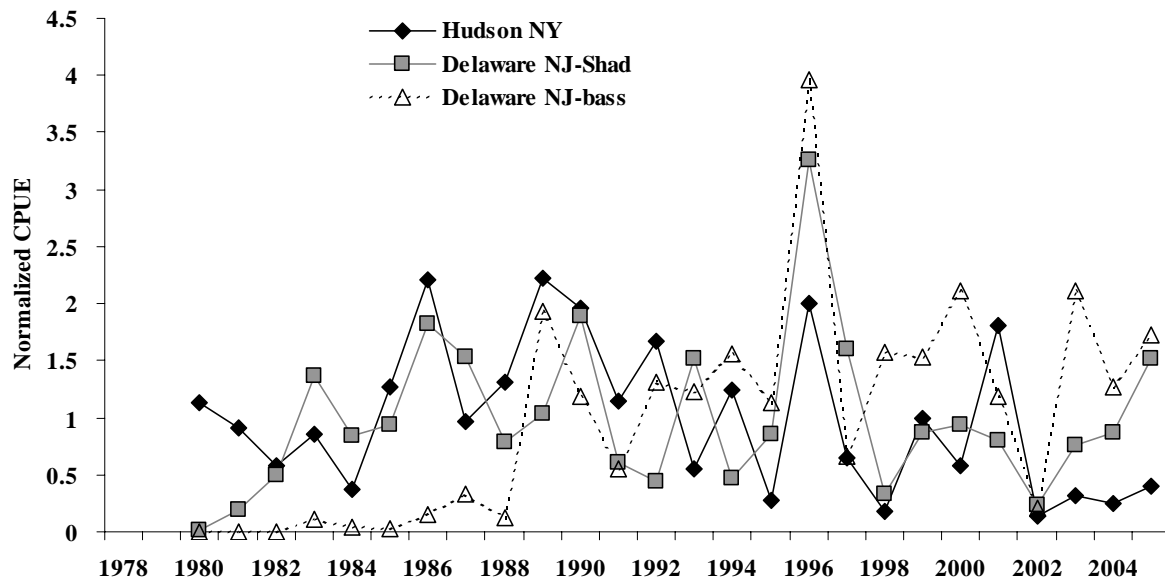 4.5
4
3.5
3
2.5
2
1.5
1
0.5
0
Normalized CPUE
Hudson NY
Delaware NJ-Shad
Delaware NJ-bass
1978 1980 1982 1984 1986 1988 1990 1992 1994 1996 1998 2000 2002 2004